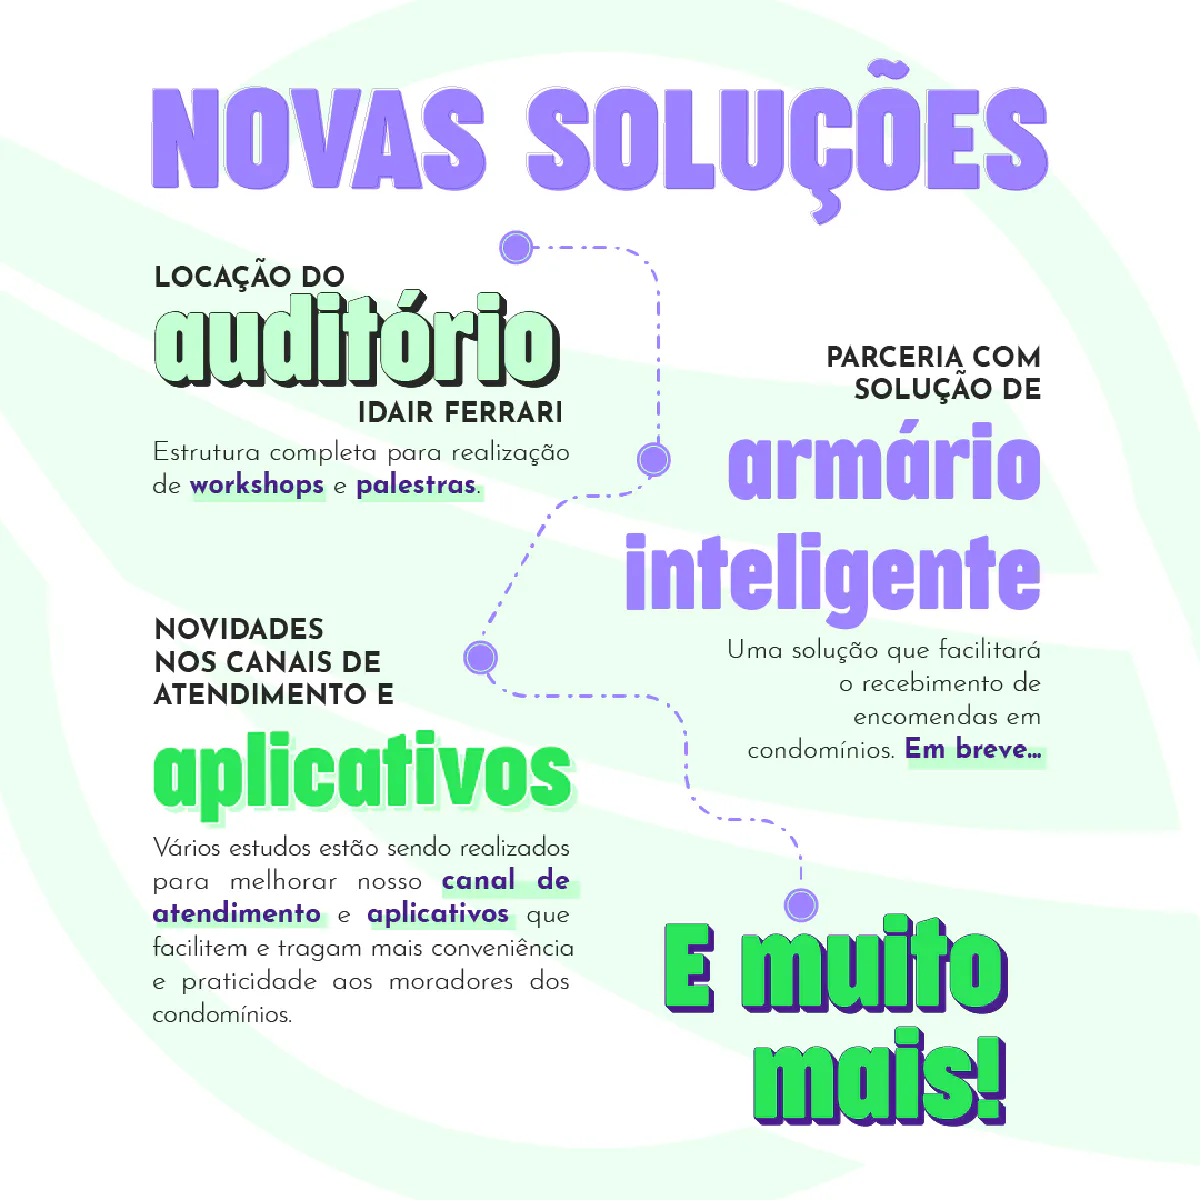 NOVAS SOLUÇÕES
LOCAÇÃO DO
auditório
IDAIR FERRARI
Estrutura completa para realização
de workshops e palestras.
PARCERIA COM
SOLUÇÃO DE
armário
inteligente
Uma solução que facilitará
o recebimento de
encomendas em
condomínios. Em breve...
NOVIDADES
NOS CANAIS DE
ATENDIMENTO E
aplicativos
Vários estudos estão sendo realizados
para melhorar nosso canal de
atendimento e aplicativos que
facilitem e tragam mais conveniência
e praticidade aos moradores dos
condomínios.
E muito
mais!